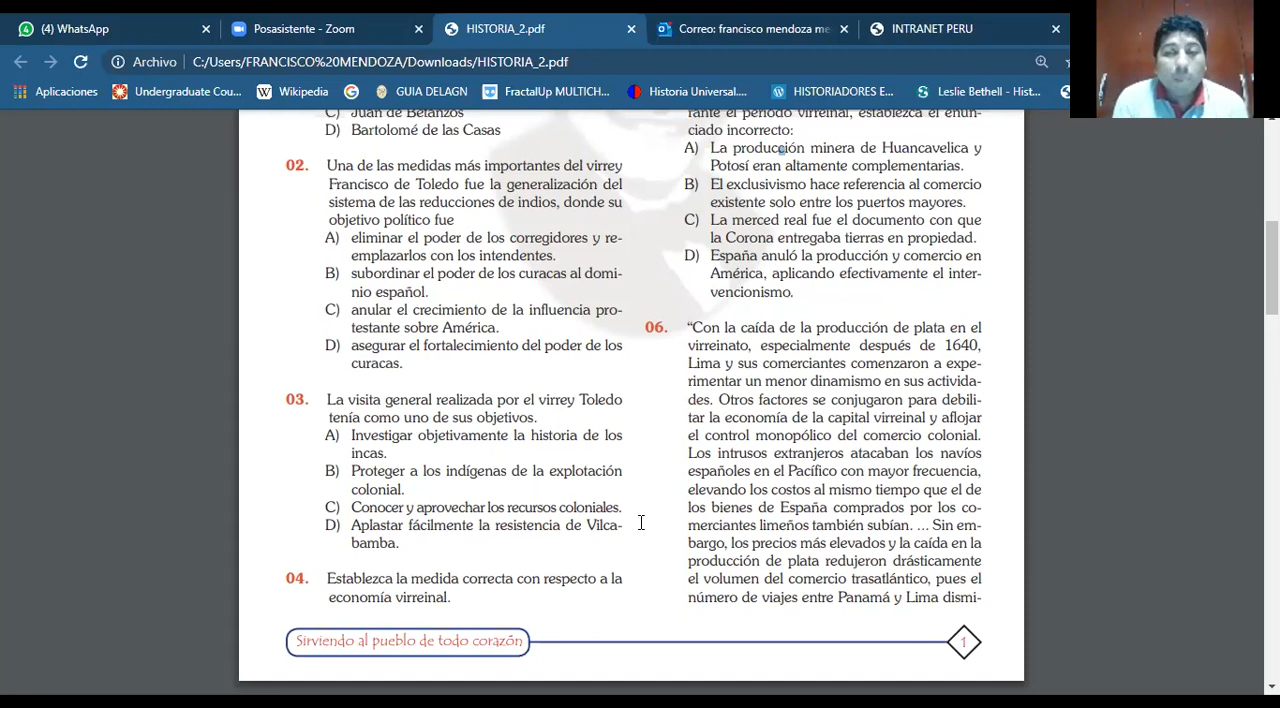 (4) WhatsApp
Posasistente - Zoom
HISTORIA_2.pdf
Correo: francisco mendoza me
INTRANET PERU
Archivo
C:/Users/FRANCISCO%20MENDOZA/Downloads/HISTORIA_2.pdf
Aplicaciones
Undergraduate Cou...
Wikipedia
GUIA DELAGN
FractalUp MULTICH...
Historia Universal....
HISTORIADORES E...
Leslie Bethell - Hist...
C) Juan de Betanzos
D) Bartolomé de las Casas
02. Una de las medidas más importantes del virrey
Francisco de Toledo fue la generalización del
sistema de las reducciones de indios, donde su
objetivo político fue
A) eliminar el poder de los corregidores y re-
emplazarlos con los intendentes.
B) subordinar el poder de los curacas al domi-
nio español.
C) anular el crecimiento de la influencia pro-
testante sobre América.
D) asegurar el fortalecimiento del poder de los
curacas.
03. La visita general realizada por el virrey Toledo
tenía como uno de sus objetivos.
A) Investigar objetivamente la historia de los
incas.
B) Proteger a los indígenas de la explotación
colonial.
C) Conocer y aprovechar los recursos coloniales.
D) Aplastar fácilmente la resistencia de Vilca-
bamba.
04. Establezca la medida correcta con respecto a la
economía virreinal.
rante el periodo virreinal, establezca el enun-
ciado incorrecto:
A) La producción minera de Huancavelica y
Potosí eran altamente complementarias.
B) El exclusivismo hace referencia al comercio
existente solo entre los puertos mayores.
C) La merced real fue el documento con que
la Corona entregaba tierras en propiedad.
D) España anuló la producción y comercio en
América, aplicando efectivamente el inter-
vencionismo.
06. “Con la caída de la producción de plata en el
virreinato, especialmente después de 1640,
Lima y sus comerciantes comenzaron a expe-
rimentar un menor dinamismo en sus activida-
des. Otros factores se conjugaron para debili-
tar la economía de la capital virreinal y aflojar
el control monopólico del comercio colonial.
Los intrusos extranjeros atacaban los navíos
españoles en el Pacífico con mayor frecuencia,
elevando los costos al mismo tiempo que el de
los bienes de España comprados por los co-
merciantes limeños también subían. ... Sin em-
bargo, los precios más elevados y la caída en la
producción de plata redujeron drásticamente
el volumen del comercio trasatlántico, pues el
número de viajes entre Panamá y Lima dismi-
Sirviendo al pueblo de todo corazón
1